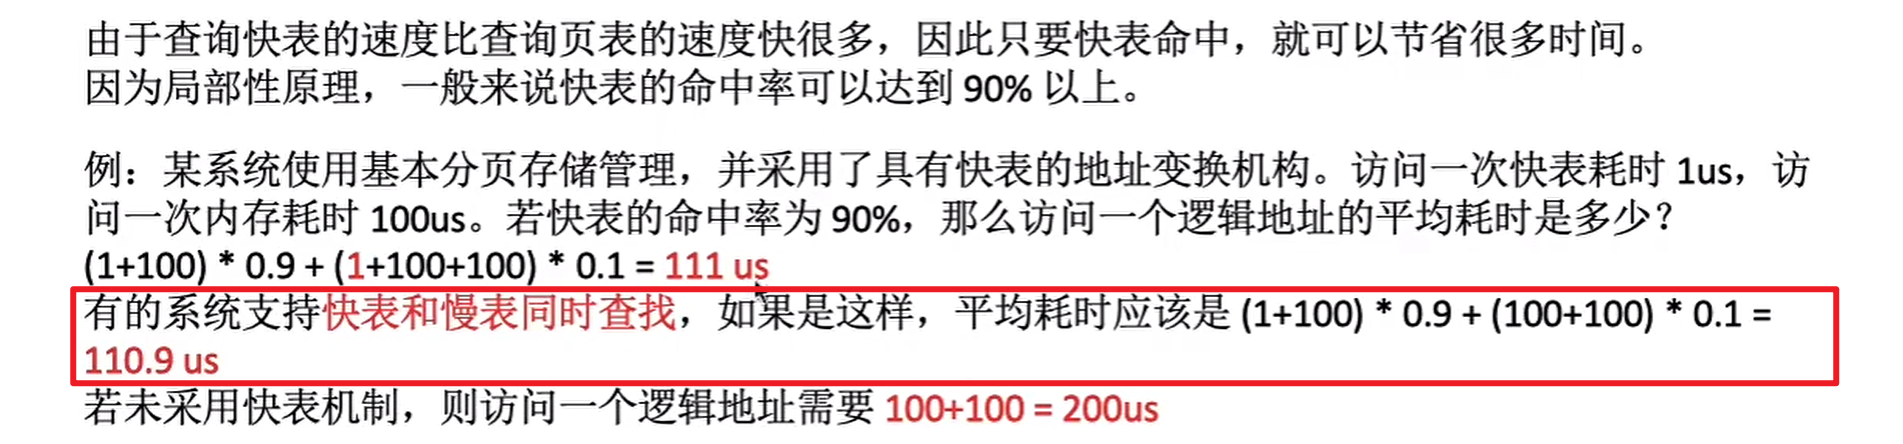 由于查询快表的速度比查询页表的速度快很多，因此只要快表命中，就可以节省很多时间。
因为局部性原理，一般来说快表的命中率可以达到 90% 以上。
例：某系统使用基本分页存储管理，并采用了具有快表的地址变换机构。访问一次快表耗时 1us，访
问一次内存耗时 100us。若快表的命中率为 90%，那么访问一个逻辑地址的平均耗时是多少？
(1+100) * 0.9 + (1+100+100) * 0.1 = 111 us
有的系统支持快表和慢表同时查找，如果是这样，平均耗时应该是 (1+100) * 0.9 + (100+100) * 0.1 =
110.9 us
若未采用快表机制，则访问一个逻辑地址需要 100+100 = 200us